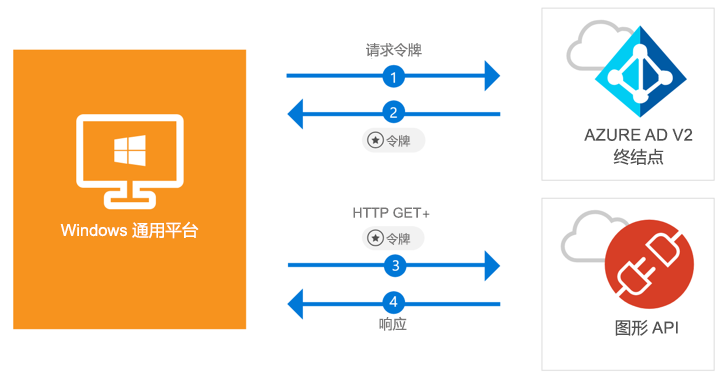 请求令牌
1
2
令牌
AZURE AD V2
终结点
Windows 通用平台
HTTP GET+
令牌
3
4
响应
图形 API